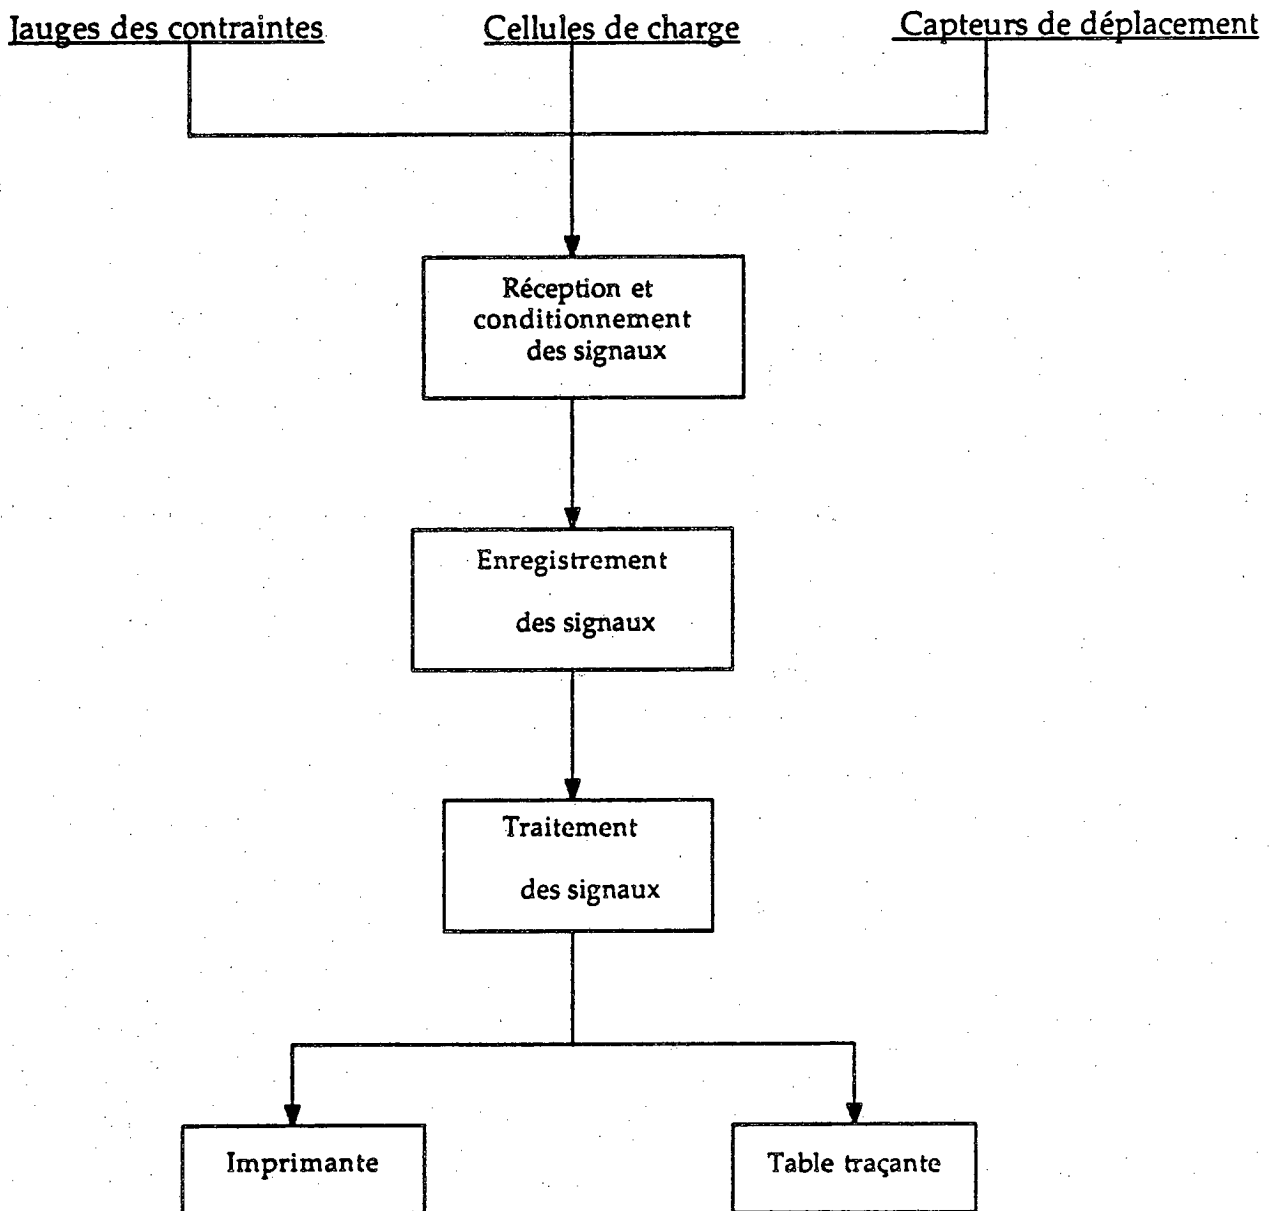 Jauges des contraintes
Cellules de charge
Capteurs de déplacement
Réception et
conditionnement
des signaux
Enregistrement
des signaux
Traitement
des signaux
Imprimante
Table traçante